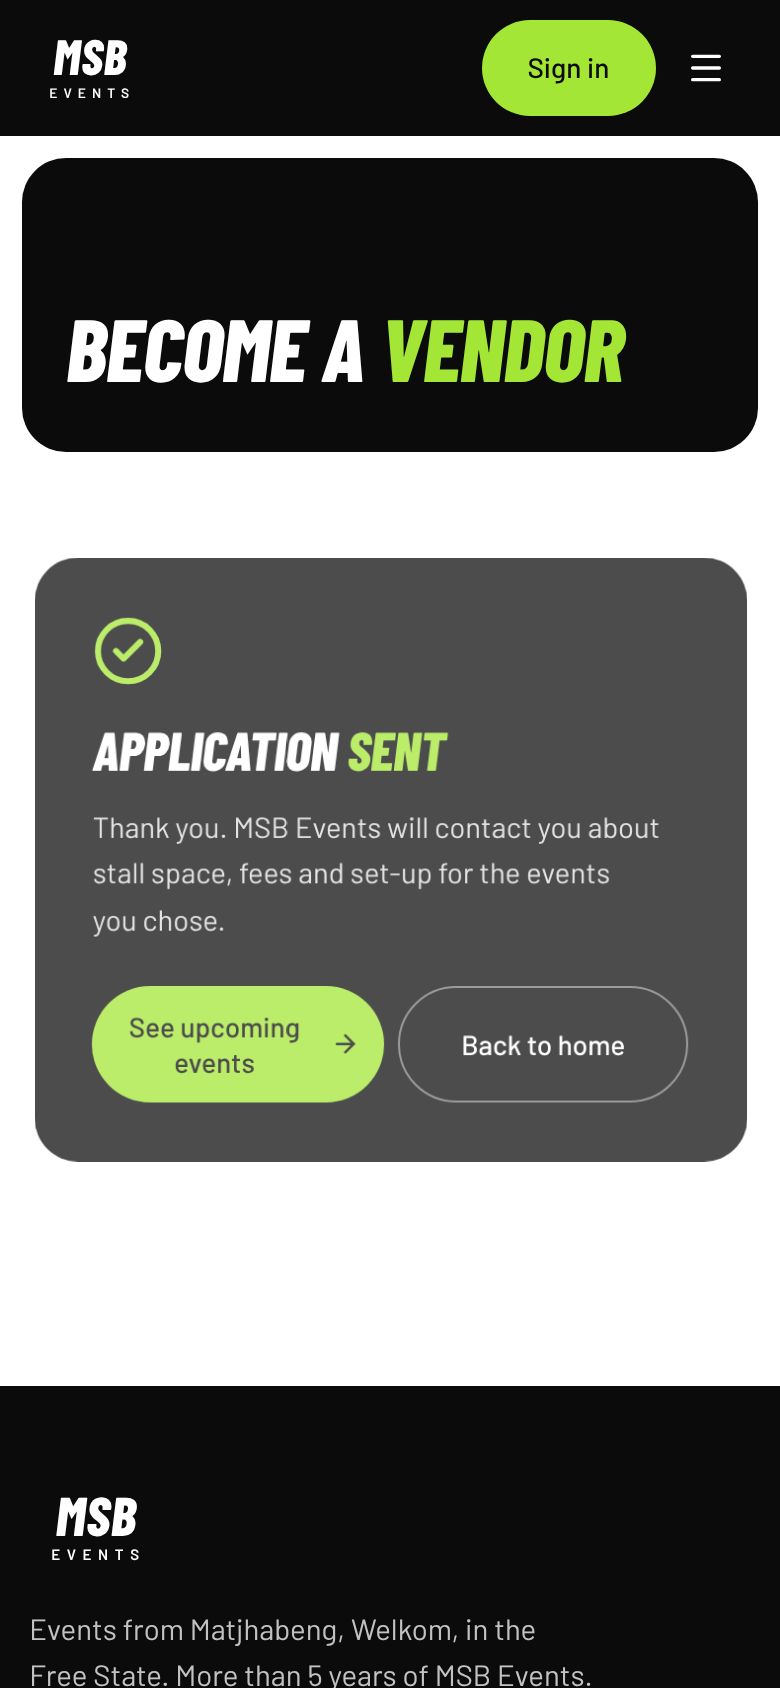 MSB
EVENTS
Sign in
BECOME A VENDOR
APPLICATION SENT
Thank you. MSB Events will contact you about
stall space, fees and set-up for the events
you chose.
See upcoming
events
Back to home
MSB
EVENTS
Events from Matjhabeng, Welkom, in the
Free State. More than 5 years of MSB Events.